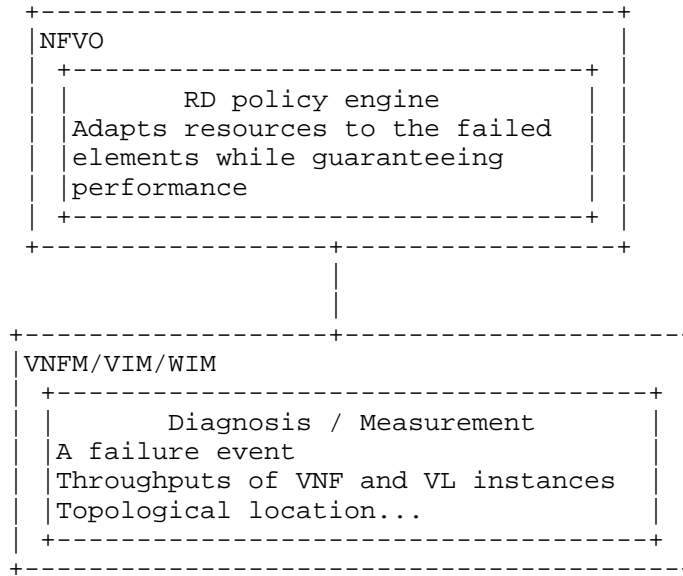 NFVO
RD policy engine
Adapts resources to the failed
elements while guaranteeing
performance
VNFM/VIM/WIM
Diagnosis / Measurement
A failure event
Throughputs of VNF and VL instances
Topological location...